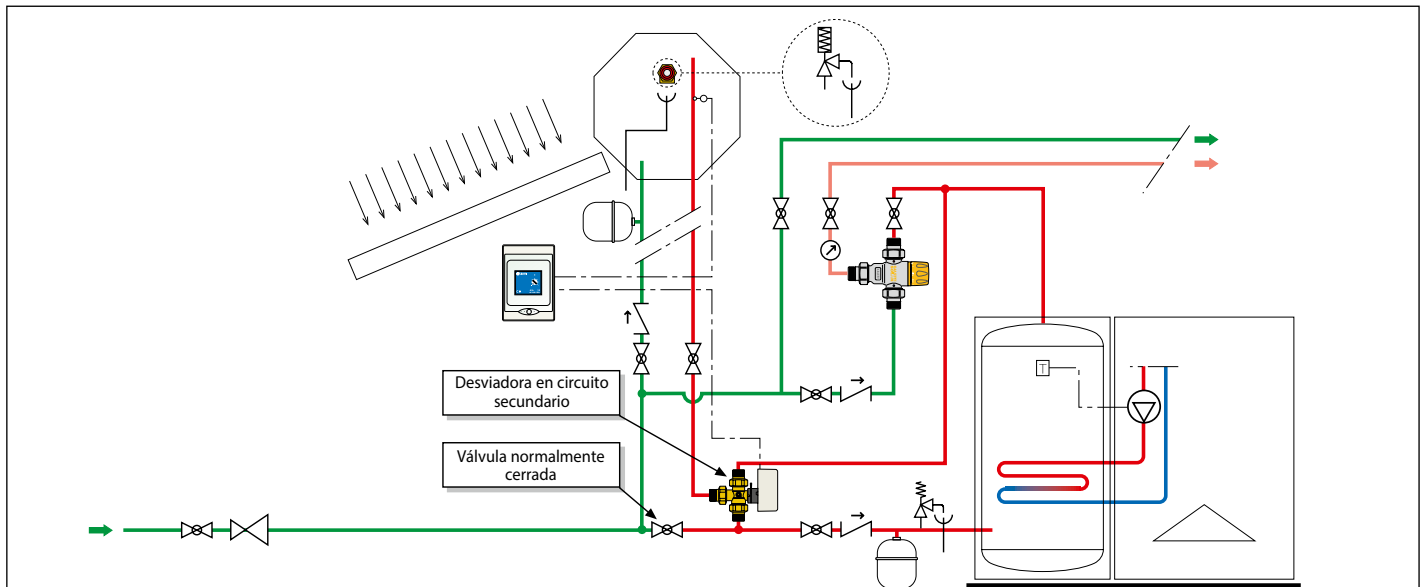 Desviadora en circuito
secundario
T
Válvula normalmente
cerrada